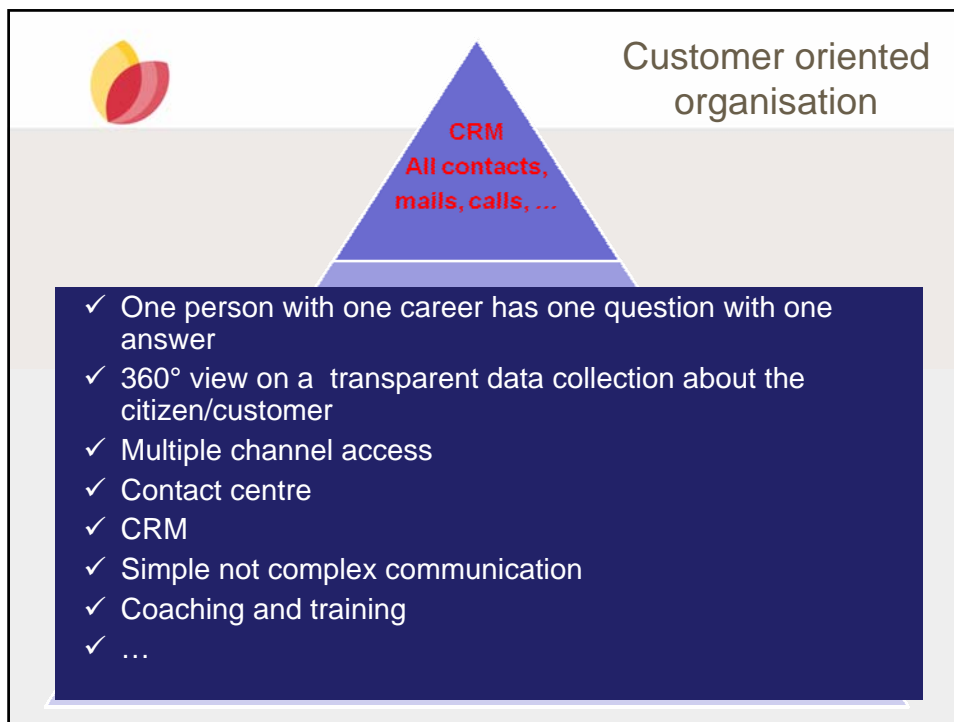 Customer oriented
organisation
CRM
All contacts,
mails, calls, ...
✓ One person with one career has one question with one
answer
✓ 360° view on a transparent data collection about the
citizen/customer
✓ Multiple channel access
✓ Contact centre
✓ CRM
✓ Simple not complex communication
✓ Coaching and training
✓ ...